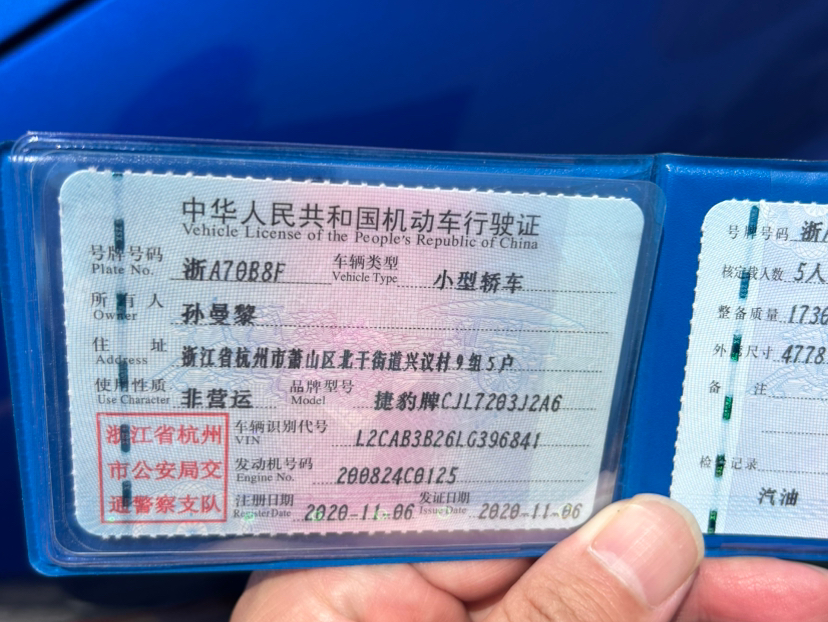 中华人民共和国机动车行驶证
Vehicle License of the People's Republic of China
号牌号码 浙A70B8F 车辆类型 小型轿车
Plate No. Vehicle Type
所有人 孙曼黎
Owner
住址 浙江省杭州市萧山区北干街道兴议村9组5户
Address
使用性质 非营运 品牌型号 捷豹牌CJL7203J2A6
Use Character Model
浙江省杭州
市公安局交
通警察支队
车辆识别代号 L2CAB3B26LG396841
VIN
发动机号码 200824C0125
Engine No.
注册日期 2020-11-06 发证日期 2020-11-06
Register Date Issue Date
号牌号码 浙
核定载人数 5人
整备质量 1736
外廓尺寸 4778
备注
检验记录
汽油